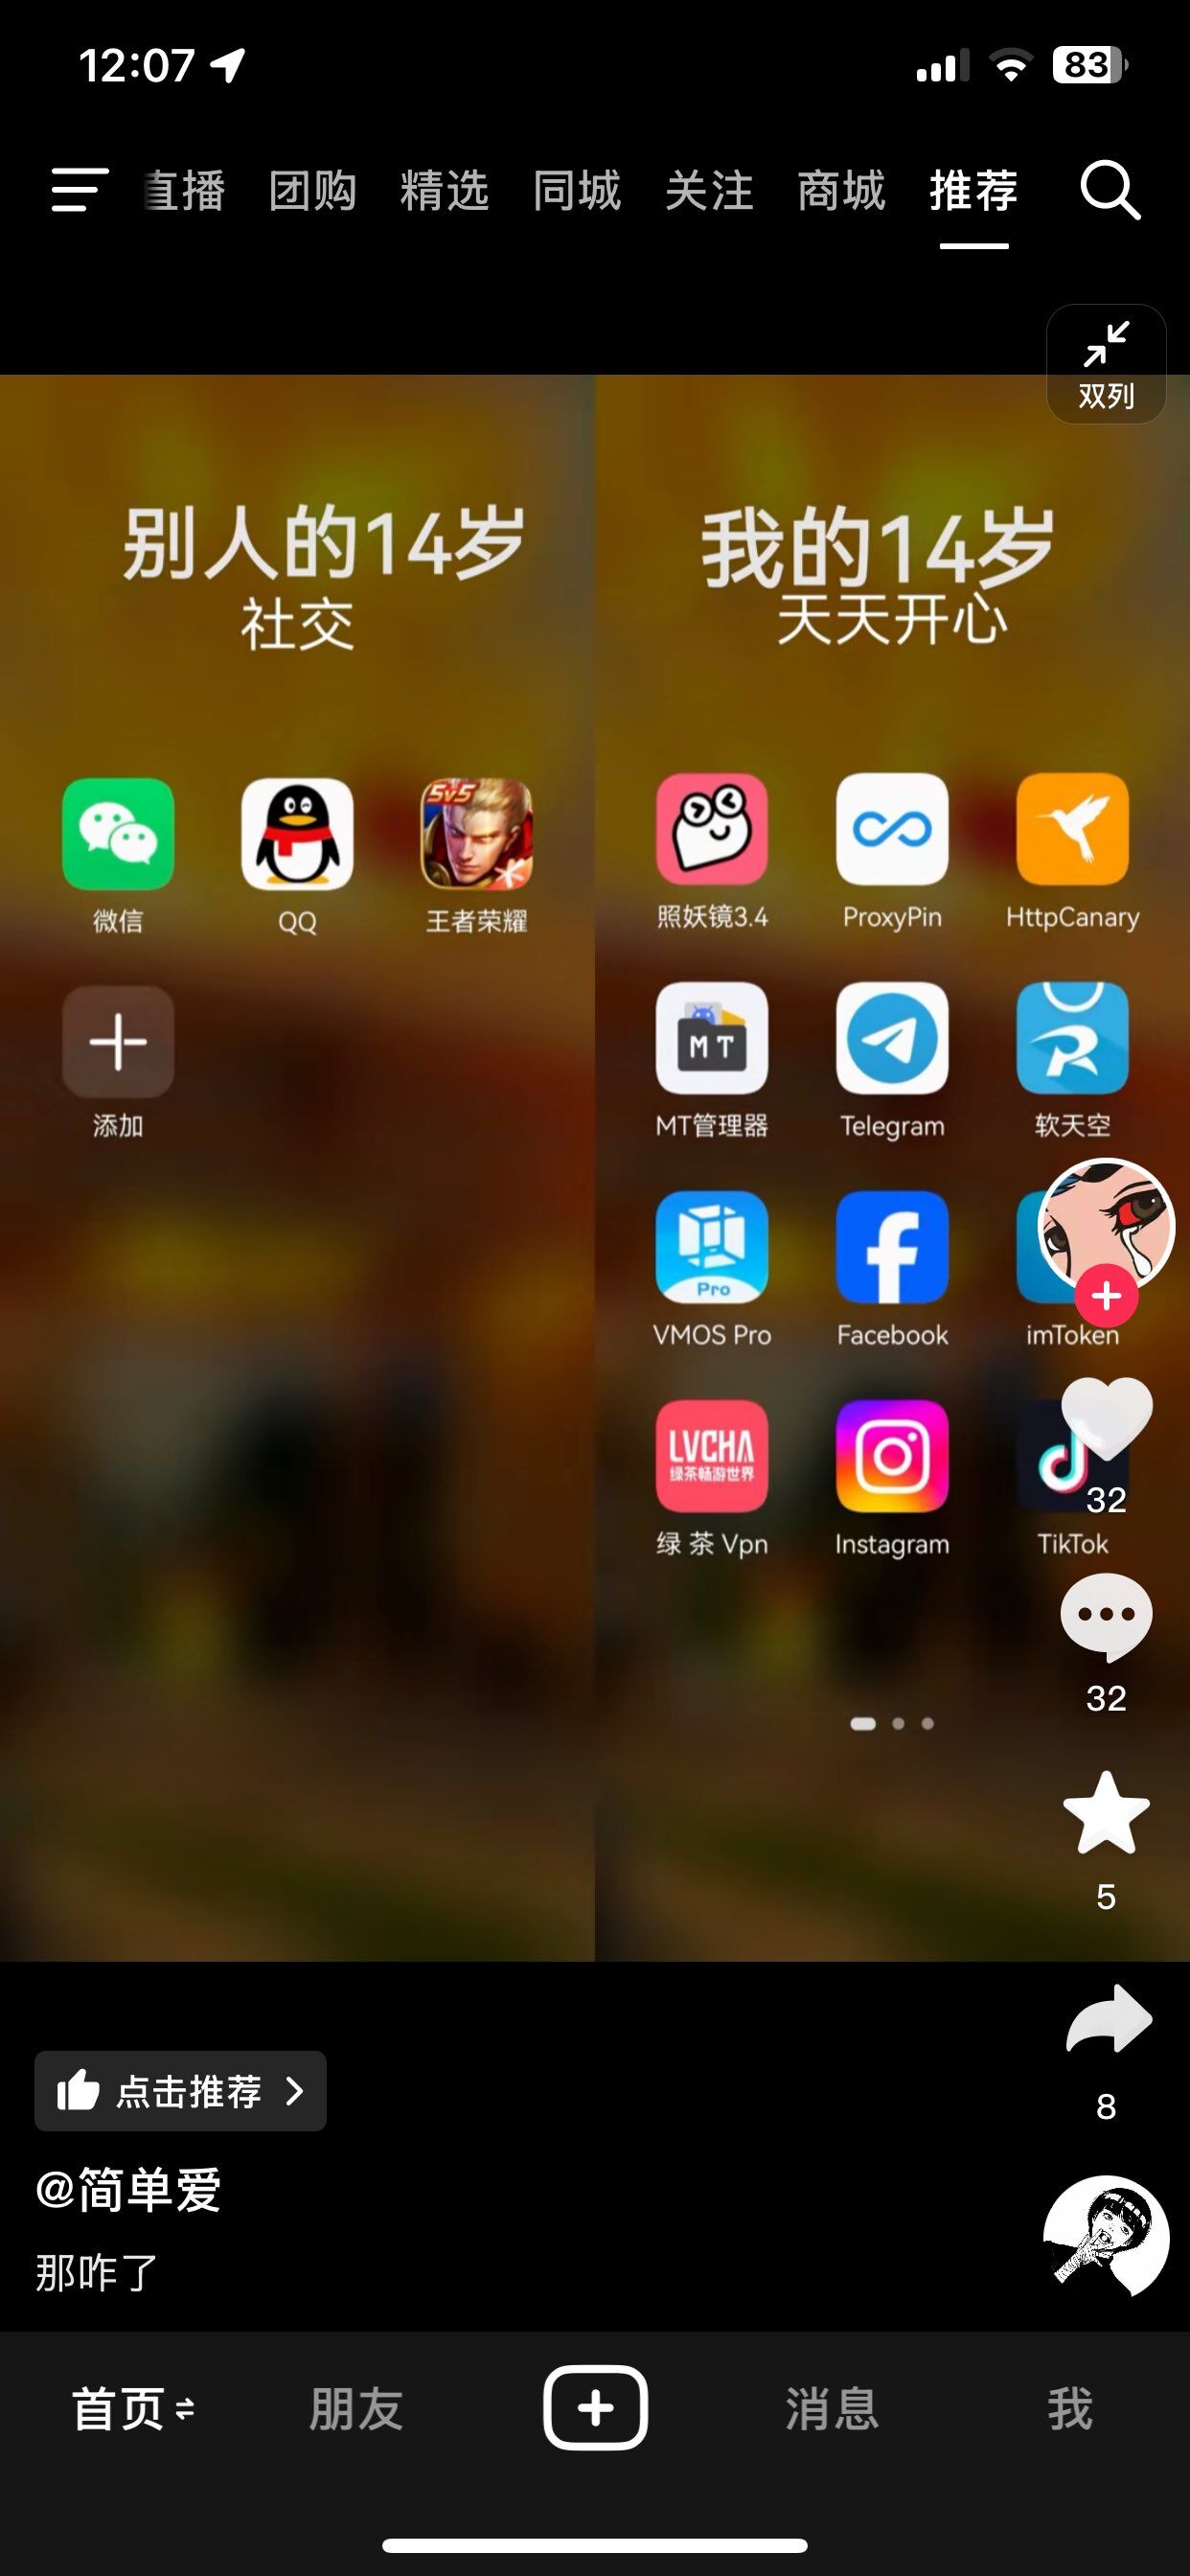 12:07
83
直播 团购 精选 同城 关注 商城 推荐
双列
别人的14岁
社交
5v5
微信 QQ 王者荣耀
添加
我的14岁
天天开心
照妖镜3.4 ProxyPin HttpCanary
MT
MT管理器 Telegram 软天空
Pro
VMOS Pro Facebook imToken
LVCHA
绿茶畅游世界
绿 茶 Vpn Instagram TikTok
32
32
5
8
点击推荐
@简单爱
那咋了
首页 朋友 消息 我